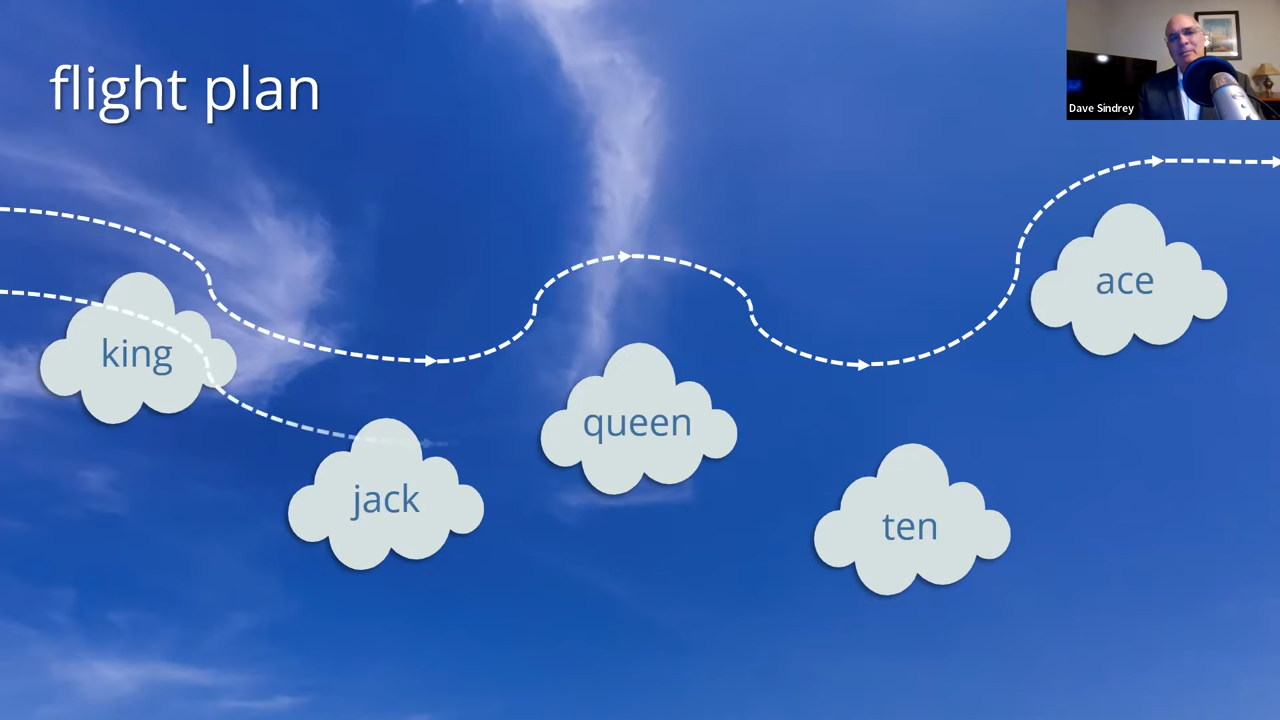 flight plan
Dave Sindrey
king
jack
queen
ten
ace